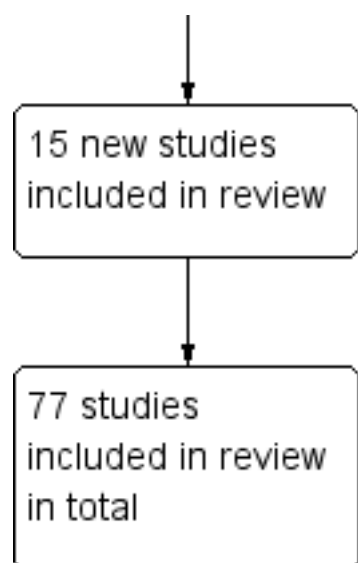 15 new studies
included in review
77 studies
included in review
in total